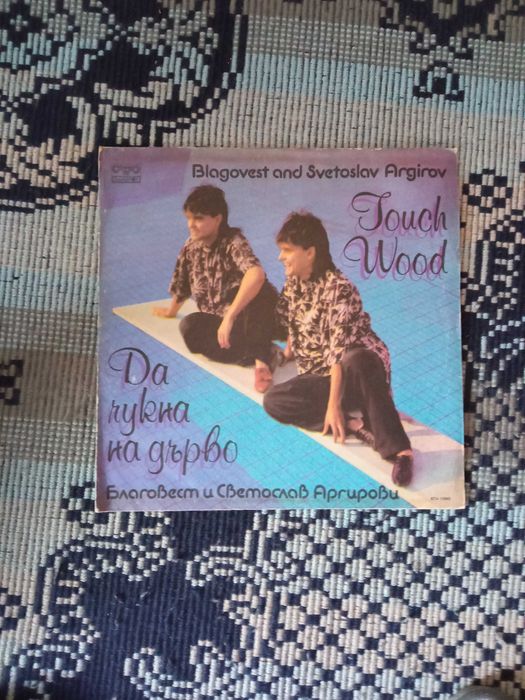 Blagovest and Svetoslav Argirov
Touch
Wood
Да
чукна
на дърво
Благовест и Светослав Аргирови